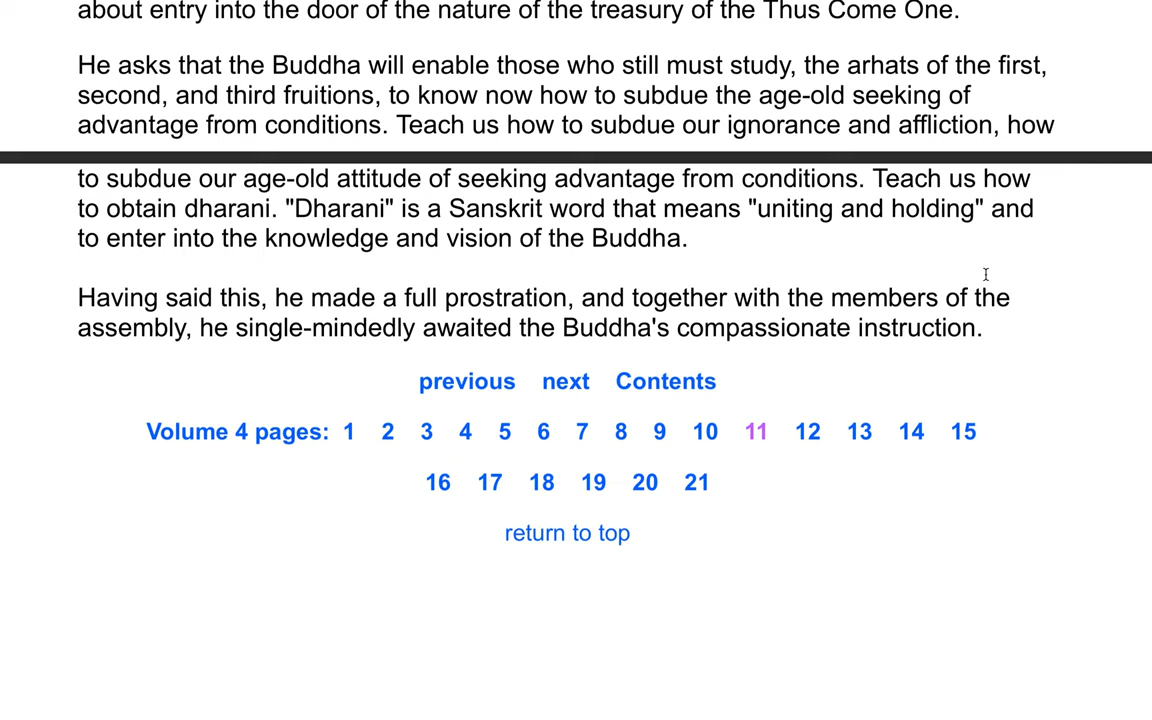 about entry into the door of the nature of the treasury of the Thus Come One.
He asks that the Buddha will enable those who still must study, the arhats of the first,
second, and third fruitions, to know now how to subdue the age-old seeking of
advantage from conditions. Teach us how to subdue our ignorance and affliction, how
to subdue our age-old attitude of seeking advantage from conditions. Teach us how
to obtain dharani. "Dharani" is a Sanskrit word that means "uniting and holding" and
to enter into the knowledge and vision of the Buddha.
Having said this, he made a full prostration, and together with the members of the
assembly, he single-mindedly awaited the Buddha's compassionate instruction.
previous next Contents
Volume 4 pages: 1 2 3 4 5 6 7 8 9 10 11 12 13 14 15
16 17 18 19 20 21
return to top